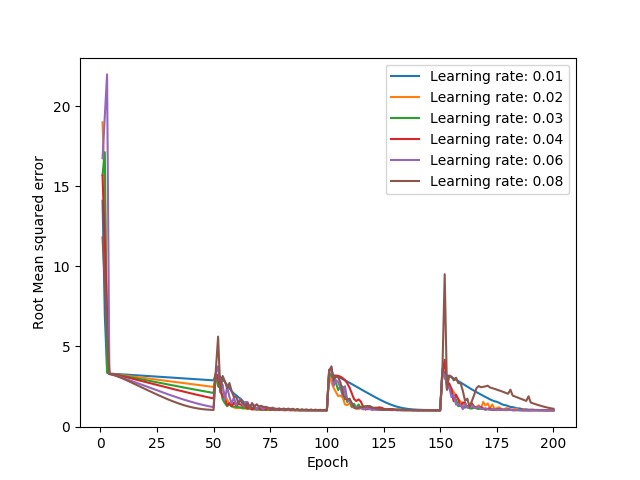 Learning rate: 0.01
Learning rate: 0.02
Learning rate: 0.03
Learning rate: 0.04
Learning rate: 0.06
Learning rate: 0.08
Root Mean squared error
20
15
10
5
0
0 25 50 75 100 125 150 175 200
Epoch